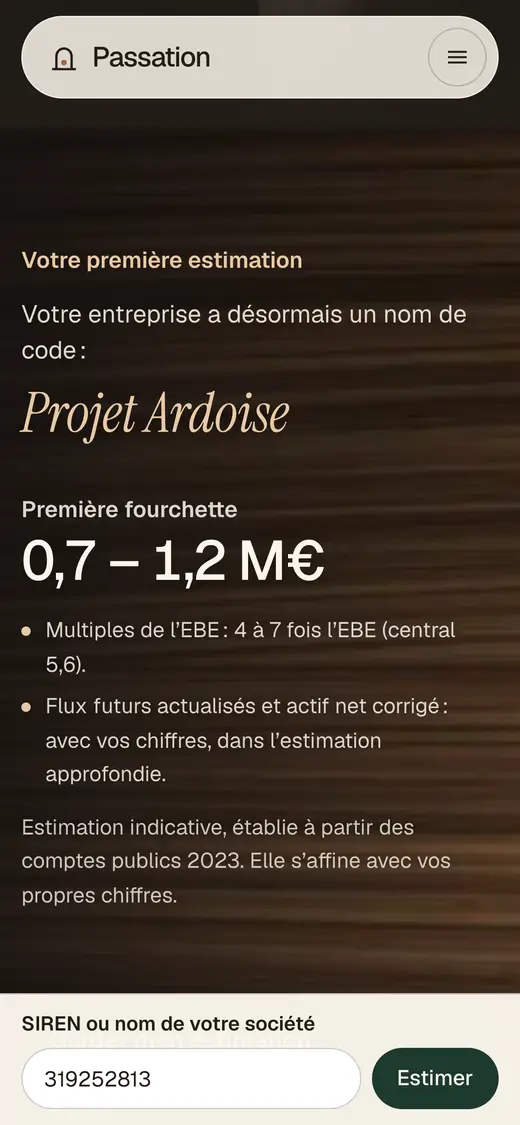 Passation
Votre première estimation
Votre entreprise a désormais un nom de
code :
Projet Ardoise
Première fourchette
0,7 – 1,2 M€
Multiples de l’EBE : 4 à 7 fois l’EBE (central
5,6).
Flux futurs actualisés et actif net corrigé :
avec vos chiffres, dans l’estimation
approfondie.
Estimation indicative, établie à partir des
comptes publics 2023. Elle s’affine avec vos
propres chiffres.
SIREN ou nom de votre société
319252813
Estimer